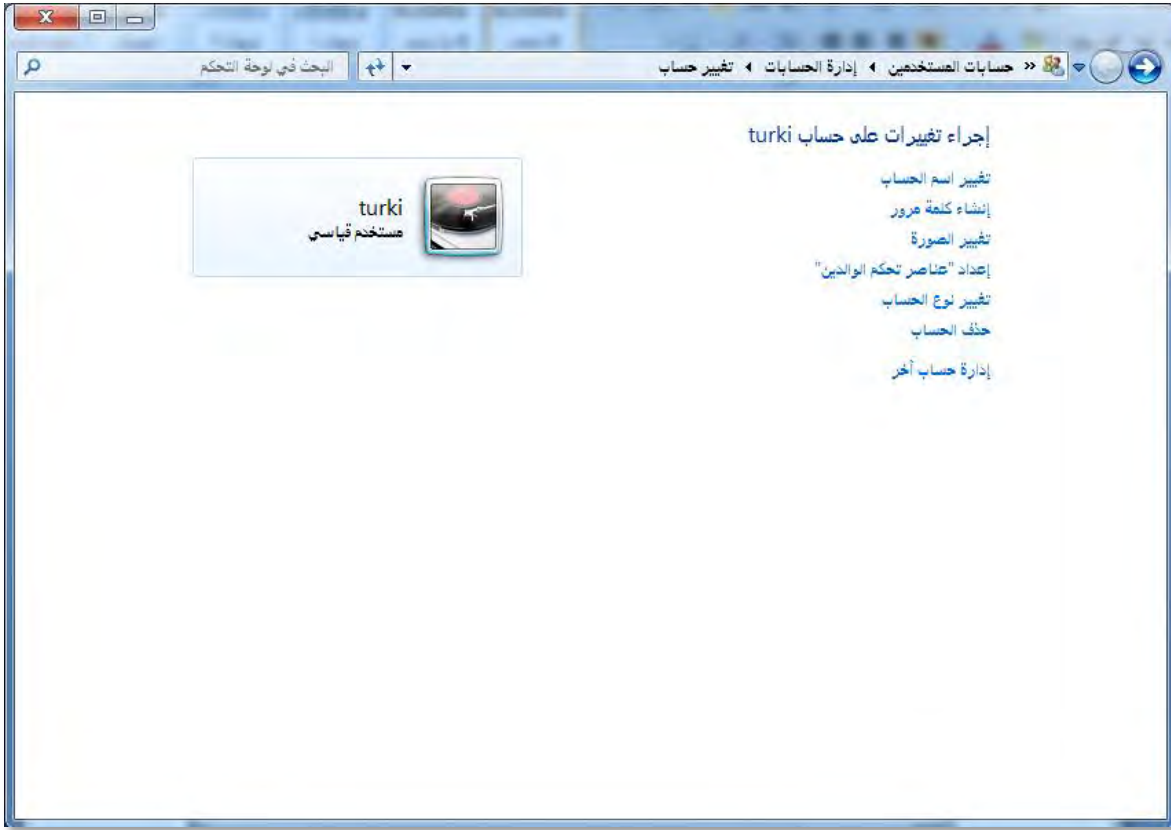 « حسابات المستخدمين إدارة الحسابات تغيير حساب
البحث في لوحة التحكم
إجراء تغييرات على حساب turki
تغيير اسم الحساب
إنشاء كلمة مرور
تغيير الصورة
إعداد "عناصر تحكم الوالدين"
تغيير نوع الحساب
حذف الحساب
إدارة حساب آخر
turki
مستخدم قياسي